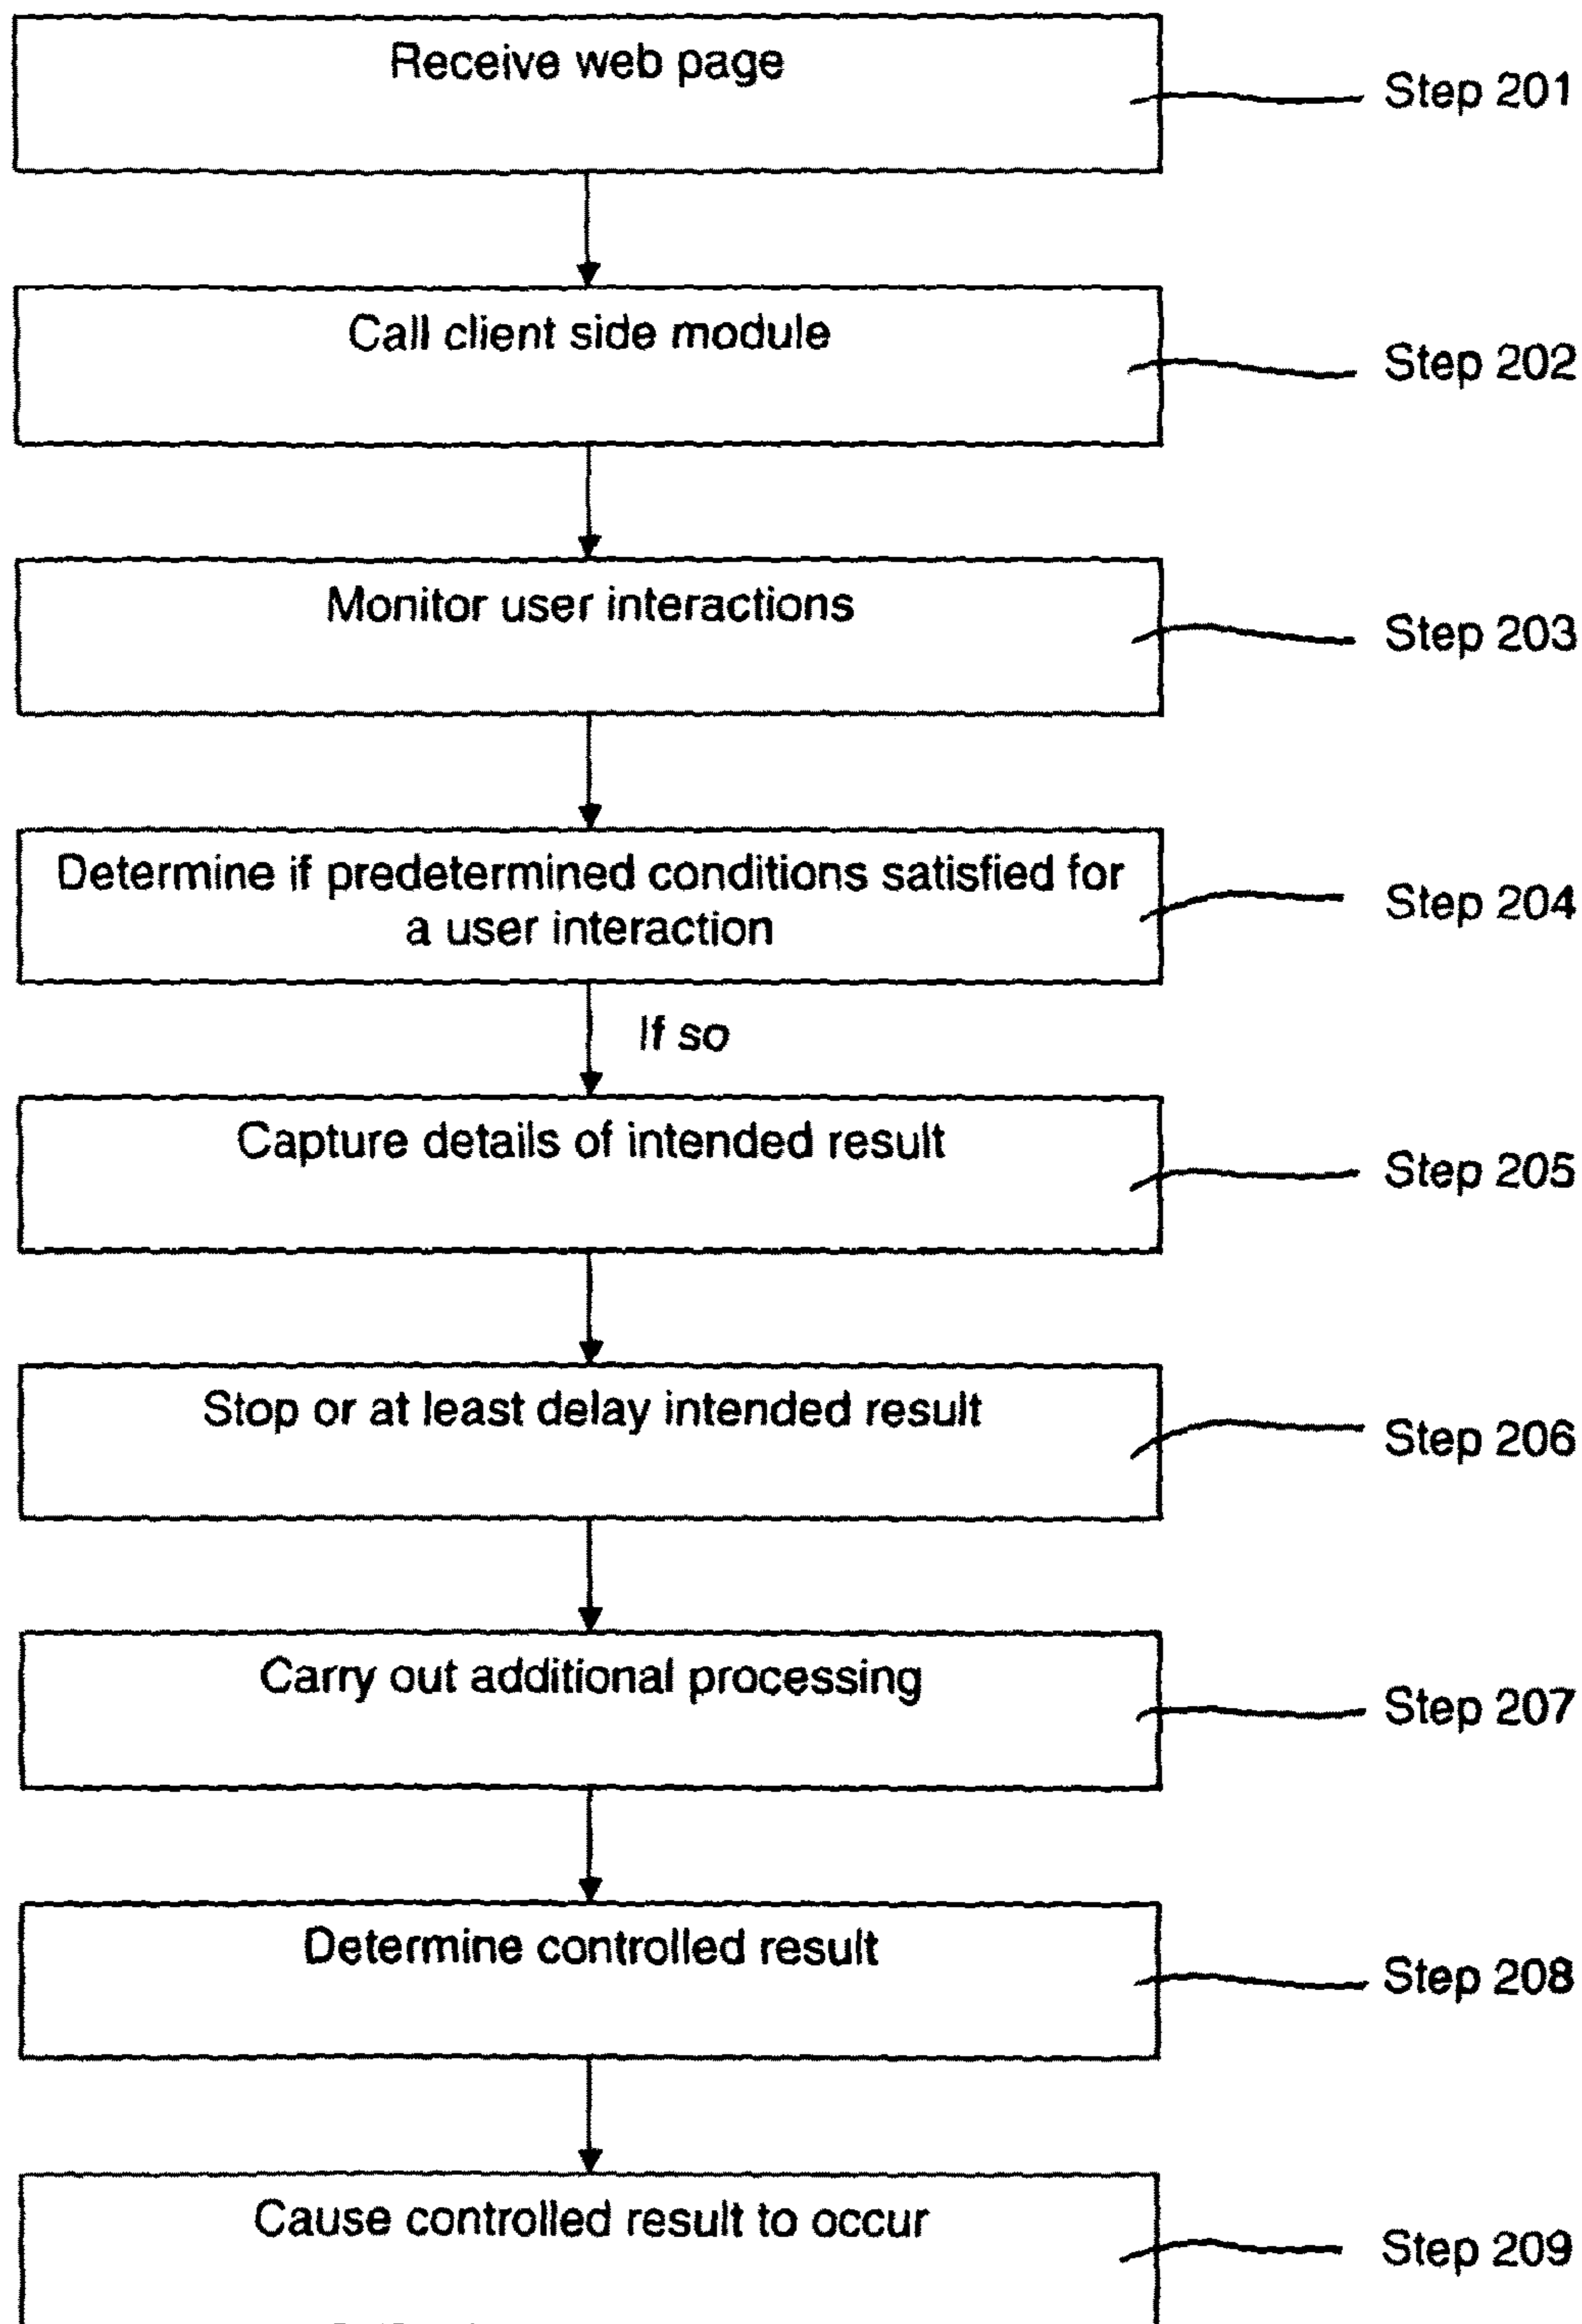 Receive web page
Step 201
Call client side module
Step 202
Monitor user interactions
Step 203
Determine if predetermined conditions satisfied for
a user interaction
Step 204
If so
Capture details of intended result
Step 205
Stop or at least delay intended result
Step 206
Carry out additional processing
Step 207
Determine controlled result
Step 208
Cause controlled result to occur
Step 209